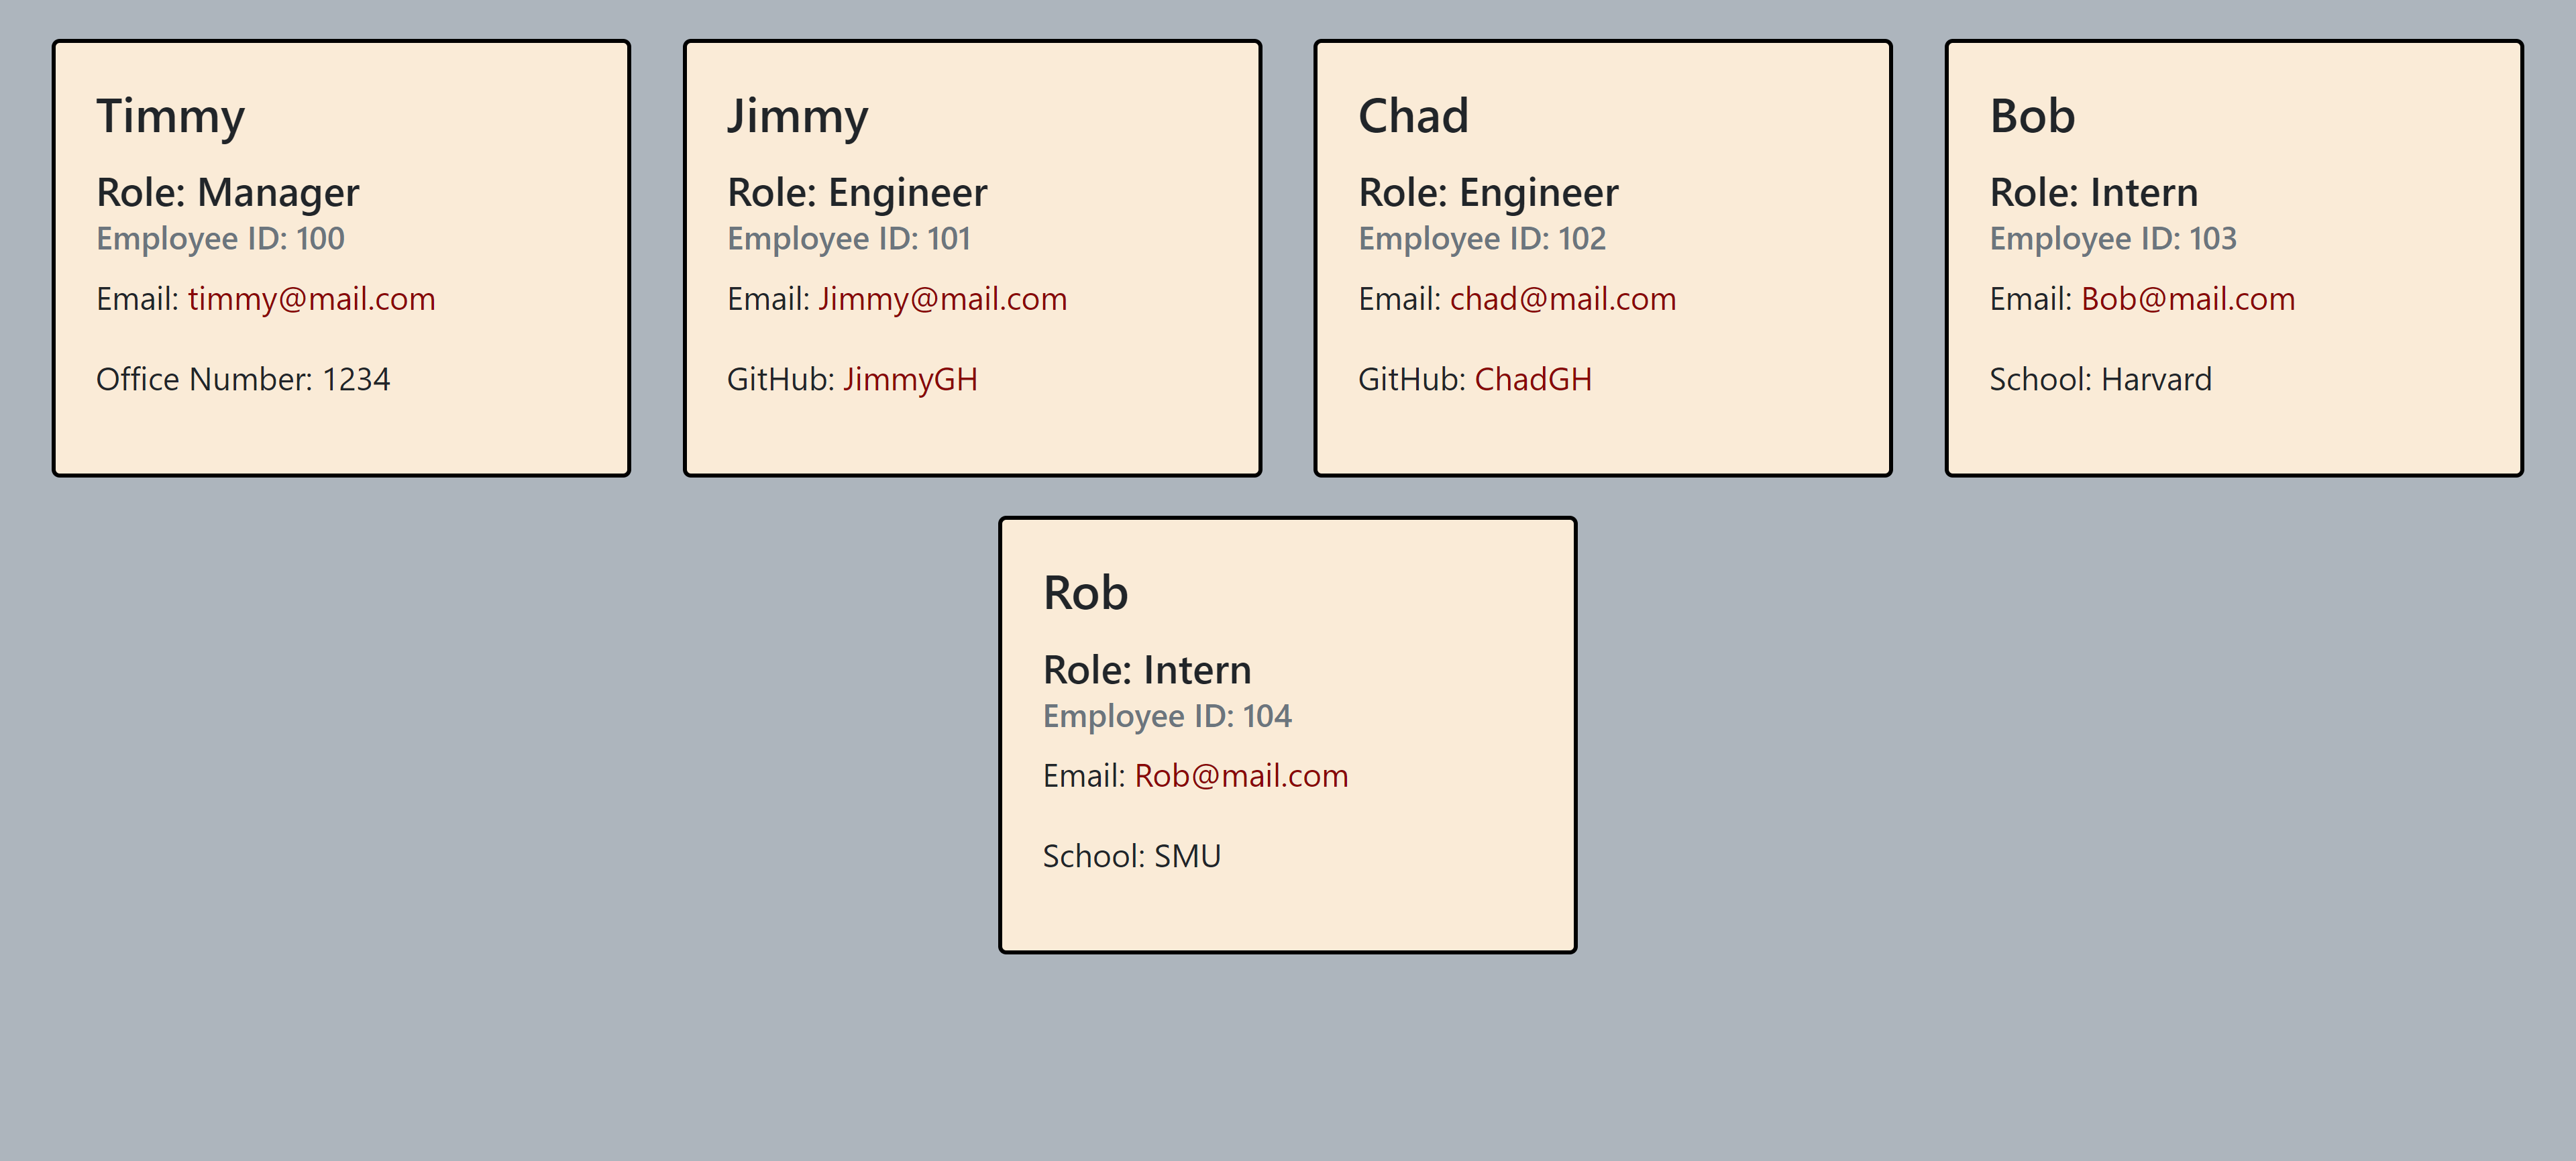 Timmy
Role: Manager
Employee ID: 100
Email: timmy@mail.com
Office Number: 1234
Jimmy
Role: Engineer
Employee ID: 101
Email: Jimmy@mail.com
GitHub: JimmyGH
Chad
Role: Engineer
Employee ID: 102
Email: chad@mail.com
GitHub: ChadGH
Bob
Role: Intern
Employee ID: 103
Email: Bob@mail.com
School: Harvard
Rob
Role: Intern
Employee ID: 104
Email: Rob@mail.com
School: SMU